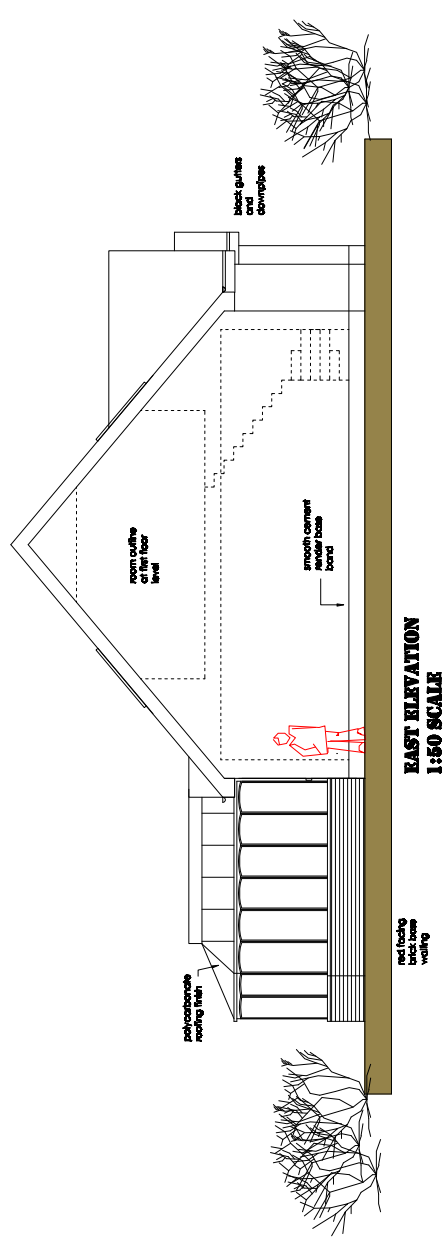 polycarbonate
roofing finish
room outline
at first floor
level
smooth cement
render base
band
black gutters
and
downpipes
red facing
brick base
walling
EAST ELEVATION
1:50 SCALE